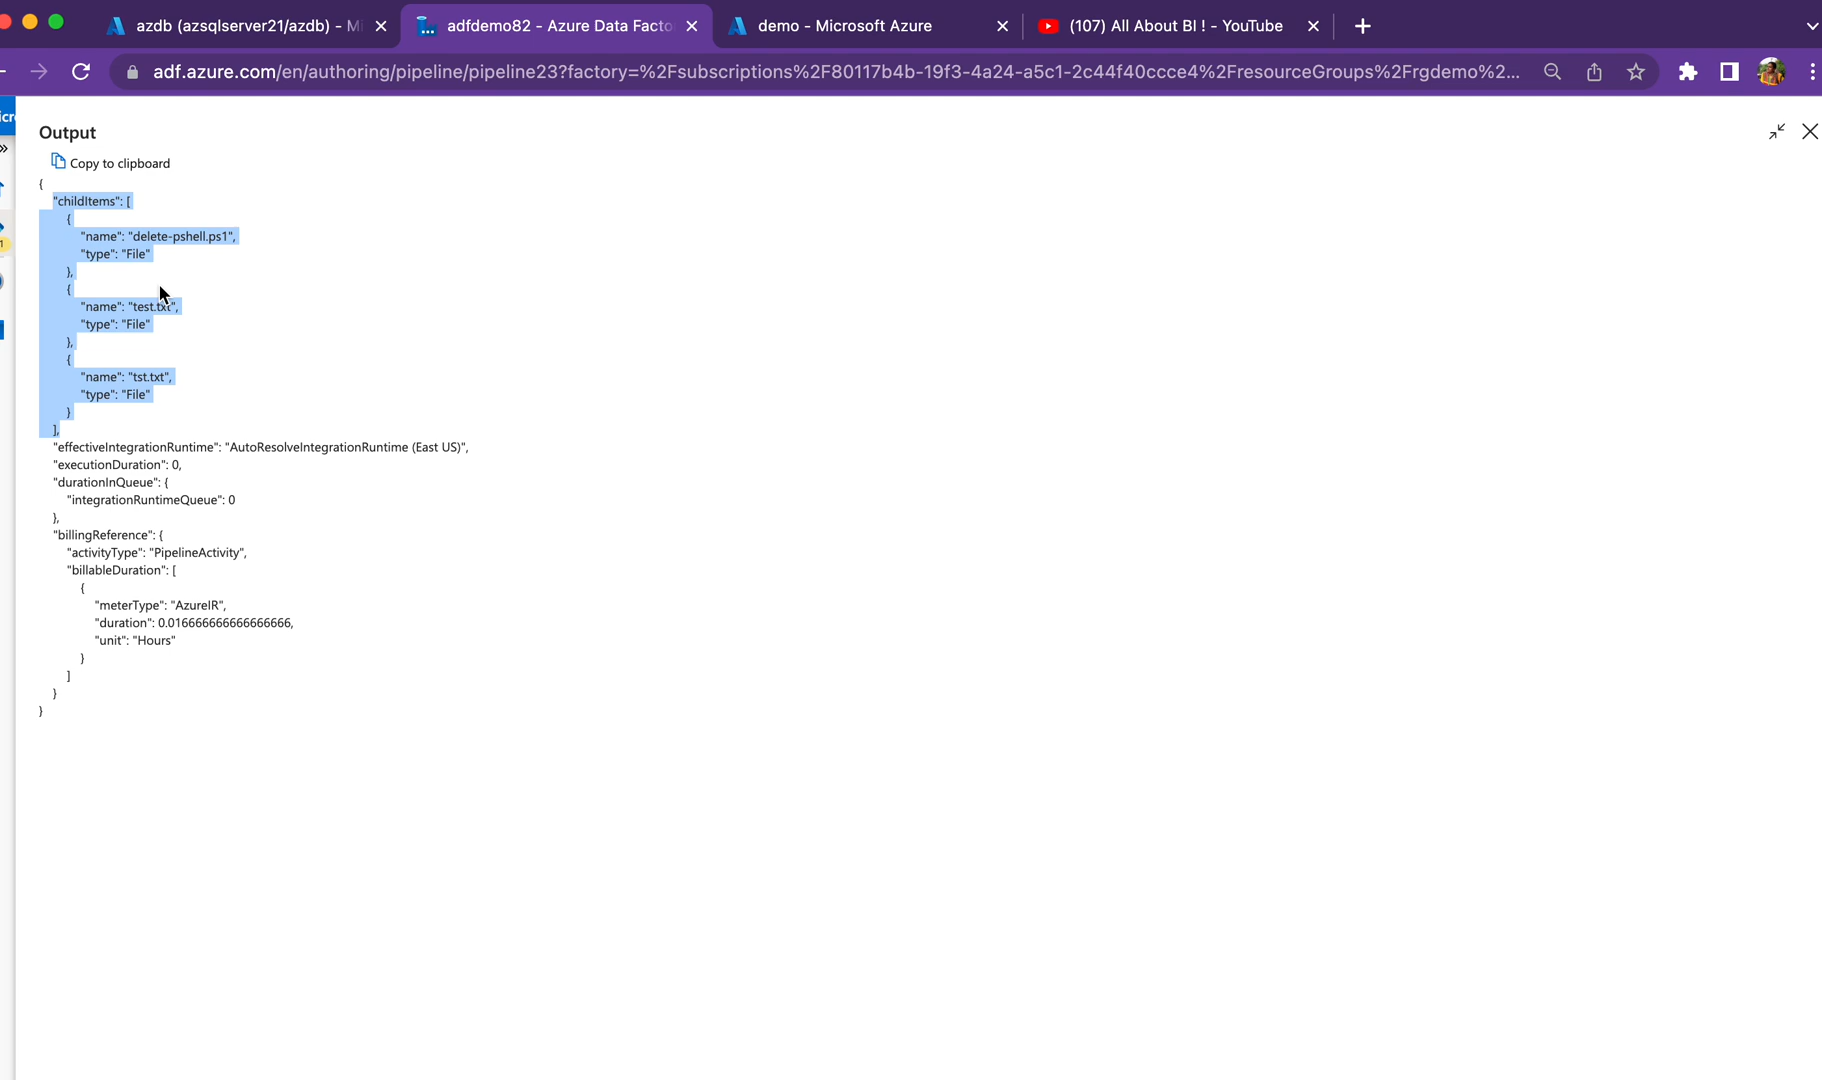 azdb (azsqlserver21/azdb) - Mi
adfdemo82 - Azure Data Facto
demo - Microsoft Azure
(107) All About BI ! - YouTube
adf.azure.com/en/authoring/pipeline/pipeline23?factory=%2Fsubscriptions%2F80117b4b-19f3-4a24-a5c1-2c44f40ccce4%2FresourceGroups%2Frgdemo%2...
icro
Output
Copy to clipboard
{
"childItems": [
{
"name": "delete-pshell.ps1",
"type": "File"
},
{
"name": "test.txt",
"type": "File"
},
{
"name": "tst.txt",
"type": "File"
}
],
"effectiveIntegrationRuntime": "AutoResolveIntegrationRuntime (East US)",
"executionDuration": 0,
"durationInQueue": {
"integrationRuntimeQueue": 0
},
"billingReference": {
"activityType": "PipelineActivity",
"billableDuration": [
{
"meterType": "AzureIR",
"duration": 0.016666666666666666,
"unit": "Hours"
}
]
}
}